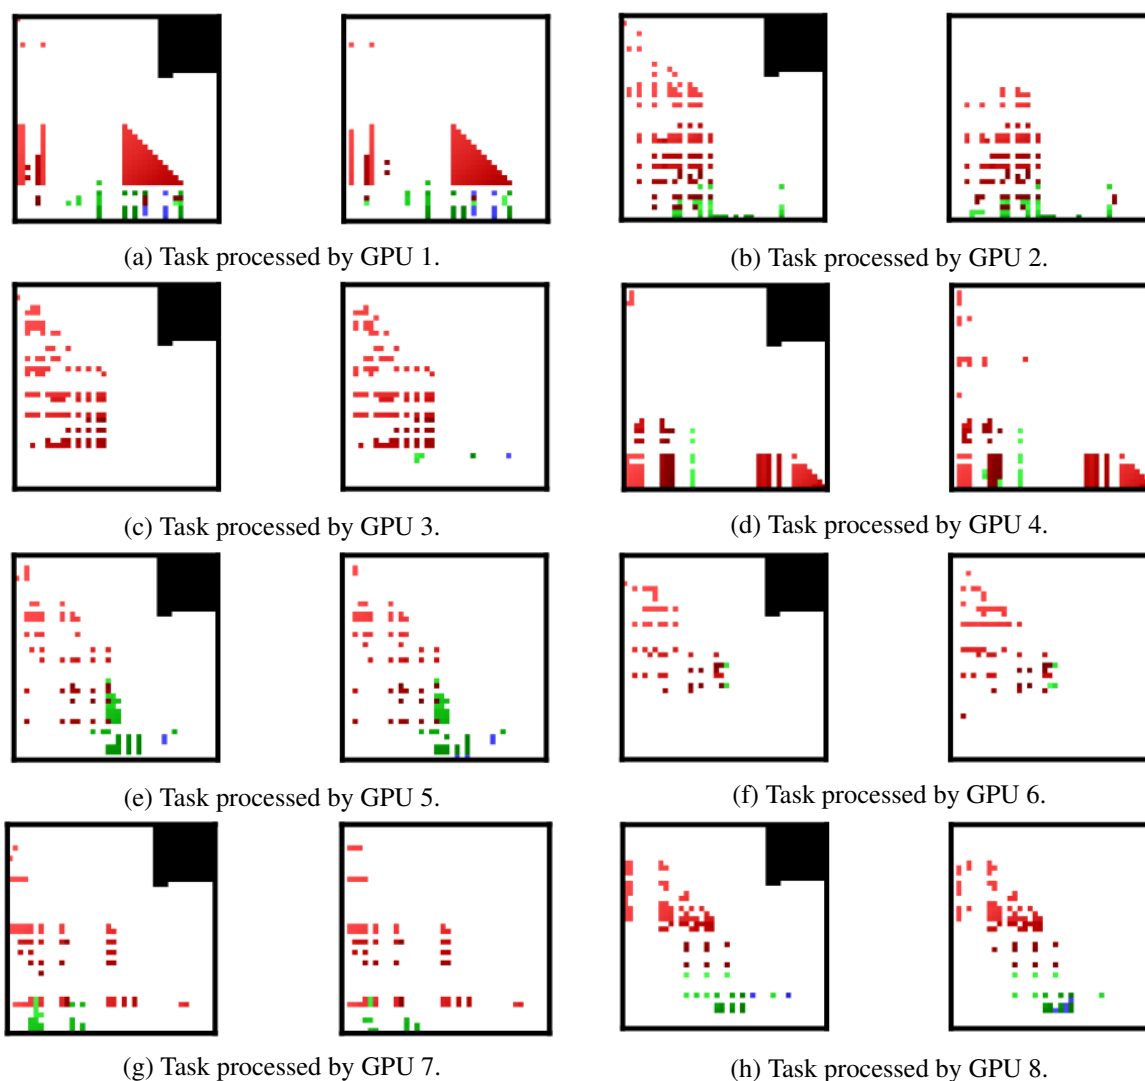 (a) Task processed by GPU 1.
(b) Task processed by GPU 2.
(c) Task processed by GPU 3.
(d) Task processed by GPU 4.
(e) Task processed by GPU 5.
(f) Task processed by GPU 6.
(g) Task processed by GPU 7.
(h) Task processed by GPU 8.